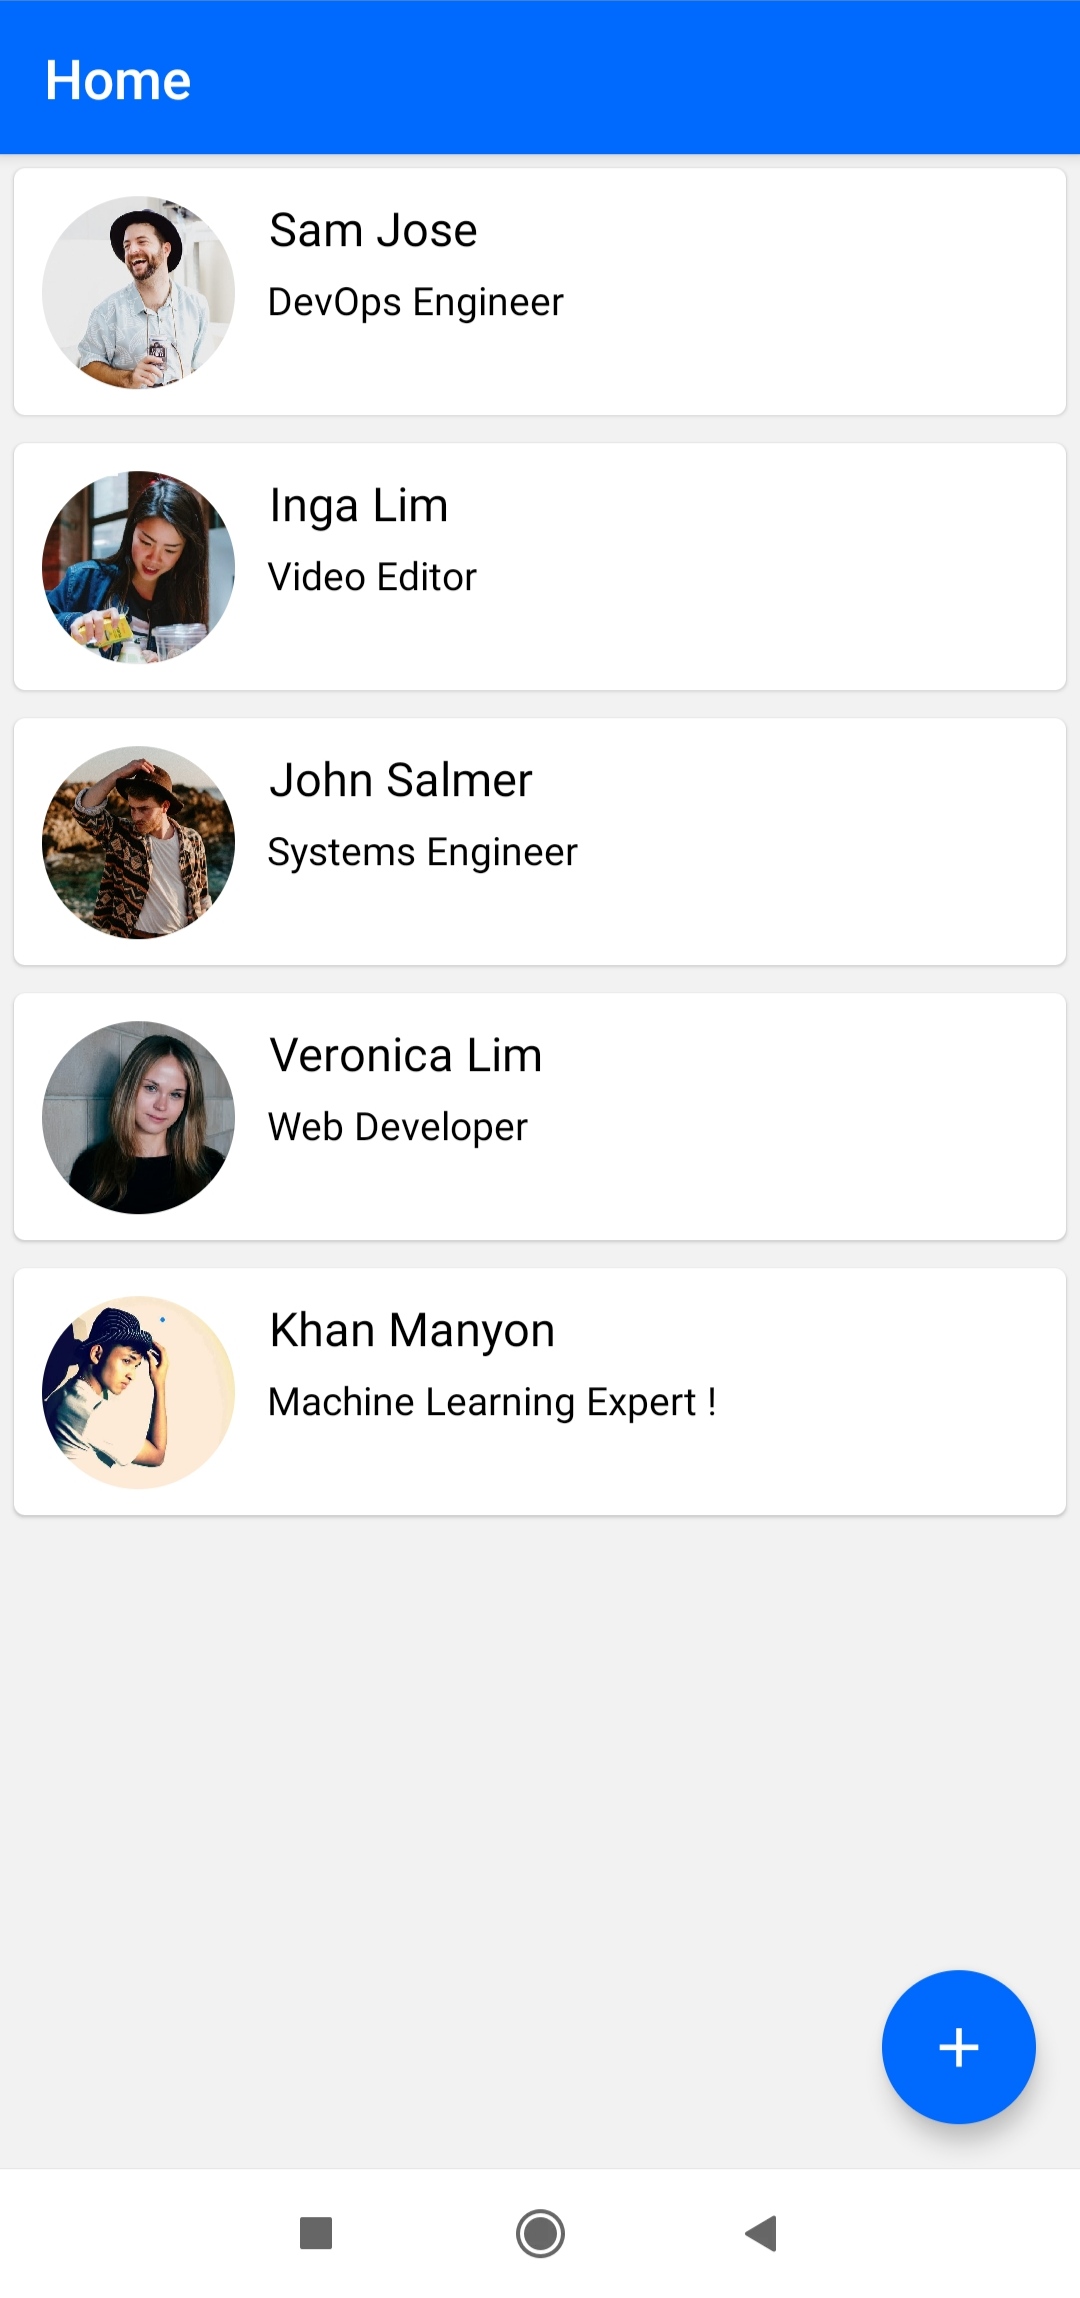 Home
Sam Jose
DevOps Engineer
Inga Lim
Video Editor
John Salmer
Systems Engineer
Veronica Lim
Web Developer
Khan Manyon
Machine Learning Expert !
+